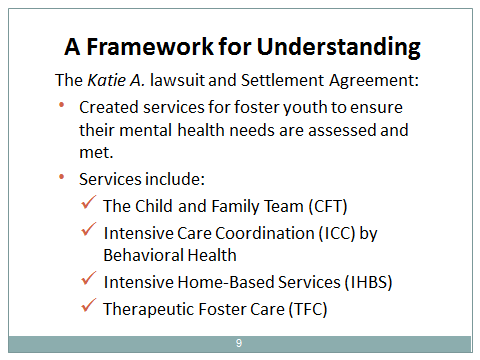 A Framework for Understanding
The Katie A. lawsuit and Settlement Agreement:
• Created services for foster youth to ensure
their mental health needs are assessed and
met.
• Services include:
✓ The Child and Family Team (CFT)
✓ Intensive Care Coordination (ICC) by
Behavioral Health
✓ Intensive Home-Based Services (IHBS)
✓ Therapeutic Foster Care (TFC)
9